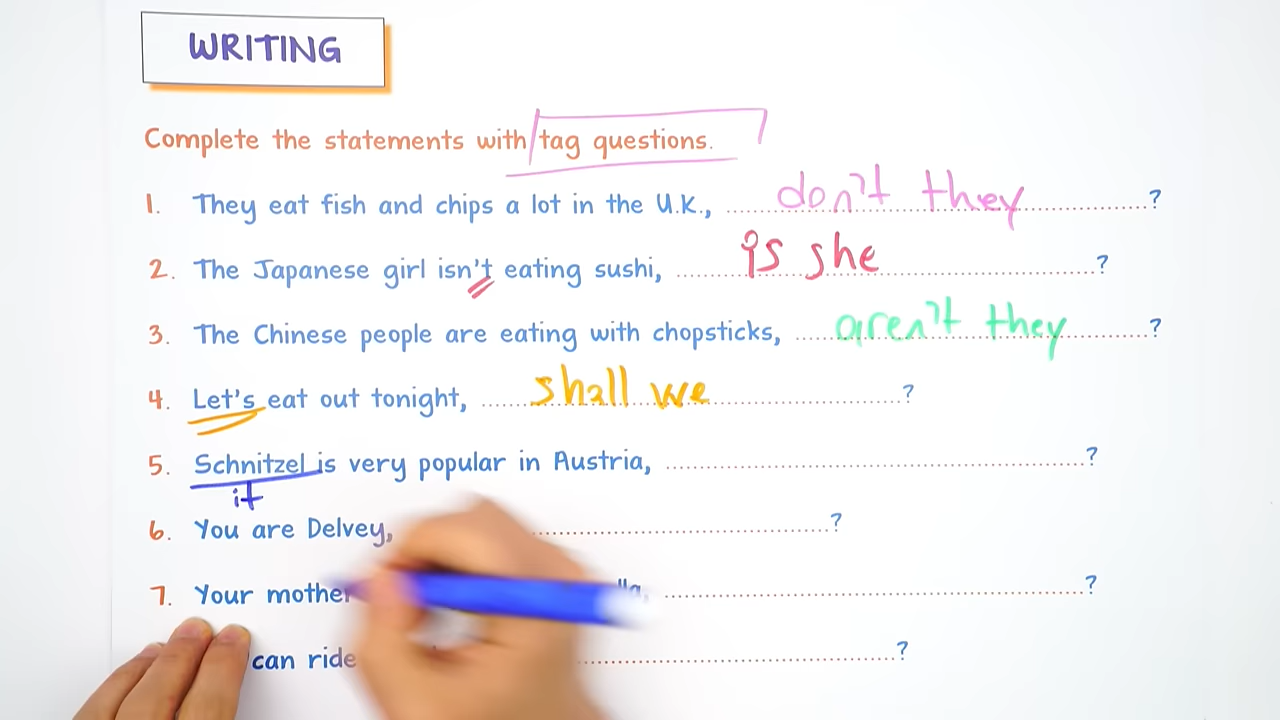 WRITING
Complete the statements with tag questions.
1. They eat fish and chips a lot in the U.K., don't they ?
2. The Japanese girl isn't eating sushi, is she ?
3. The Chinese people are eating with chopsticks, aren't they ?
4. Let's eat out tonight, shall we ?
5. Schnitzel is very popular in Austria, ?
it
6. You are Delvey, ?
7. Your mother ?
can ride ?